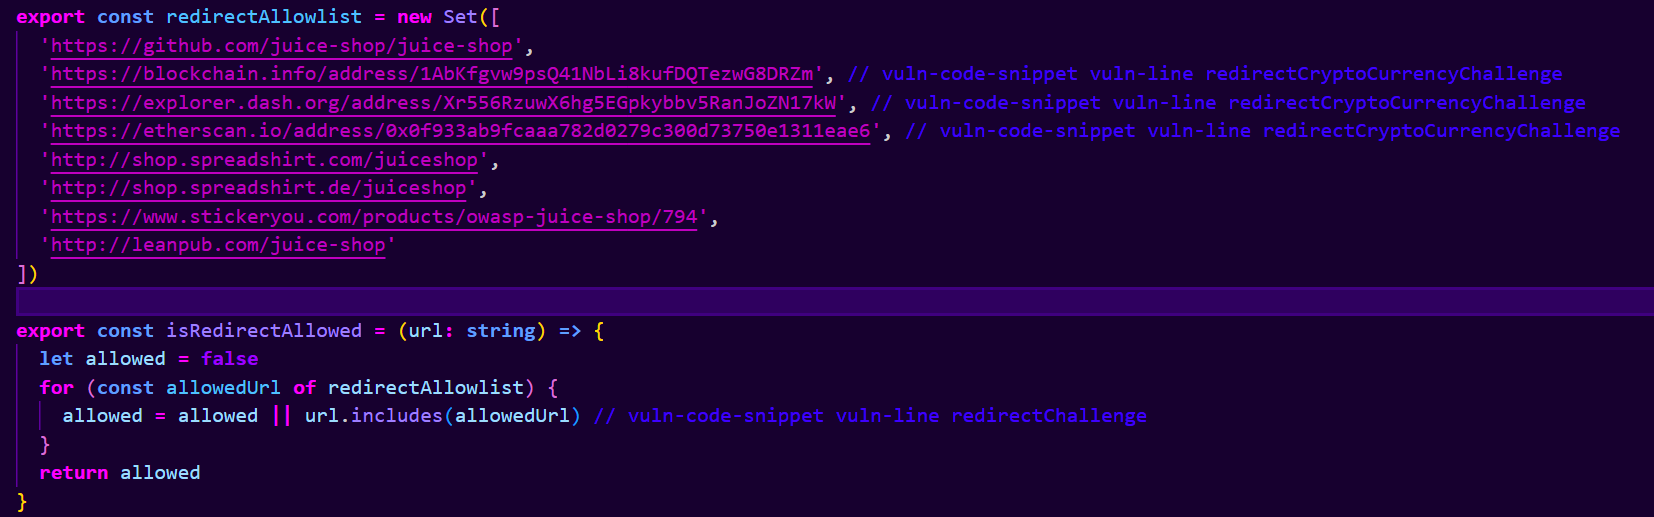 export const redirectAllowlist = new Set([
'https://github.com/juice-shop/juice-shop',
'https://blockchain.info/address/1AbKfgvw9psQ41NbLi8kufDQTezwG8DRZm', // vuln-code-snippet vuln-line redirectCryptoCurrencyChallenge
'https://explorer.dash.org/address/Xr556RzuwX6hg5EGpkybbv5RanJoZN17kW', // vuln-code-snippet vuln-line redirectCryptoCurrencyChallenge
'https://etherscan.io/address/0x0f933ab9fcaaa782d0279c300d73750e1311eae6', // vuln-code-snippet vuln-line redirectCryptoCurrencyChallenge
'http://shop.spreadshirt.com/juiceshop',
'http://shop.spreadshirt.de/juiceshop',
'https://www.stickeryou.com/products/owasp-juice-shop/794',
'http://leanpub.com/juice-shop'
])
export const isRedirectAllowed = (url: string) => {
let allowed = false
for (const allowedUrl of redirectAllowlist) {
allowed = allowed || url.includes(allowedUrl) // vuln-code-snippet vuln-line redirectChallenge
}
return allowed
}